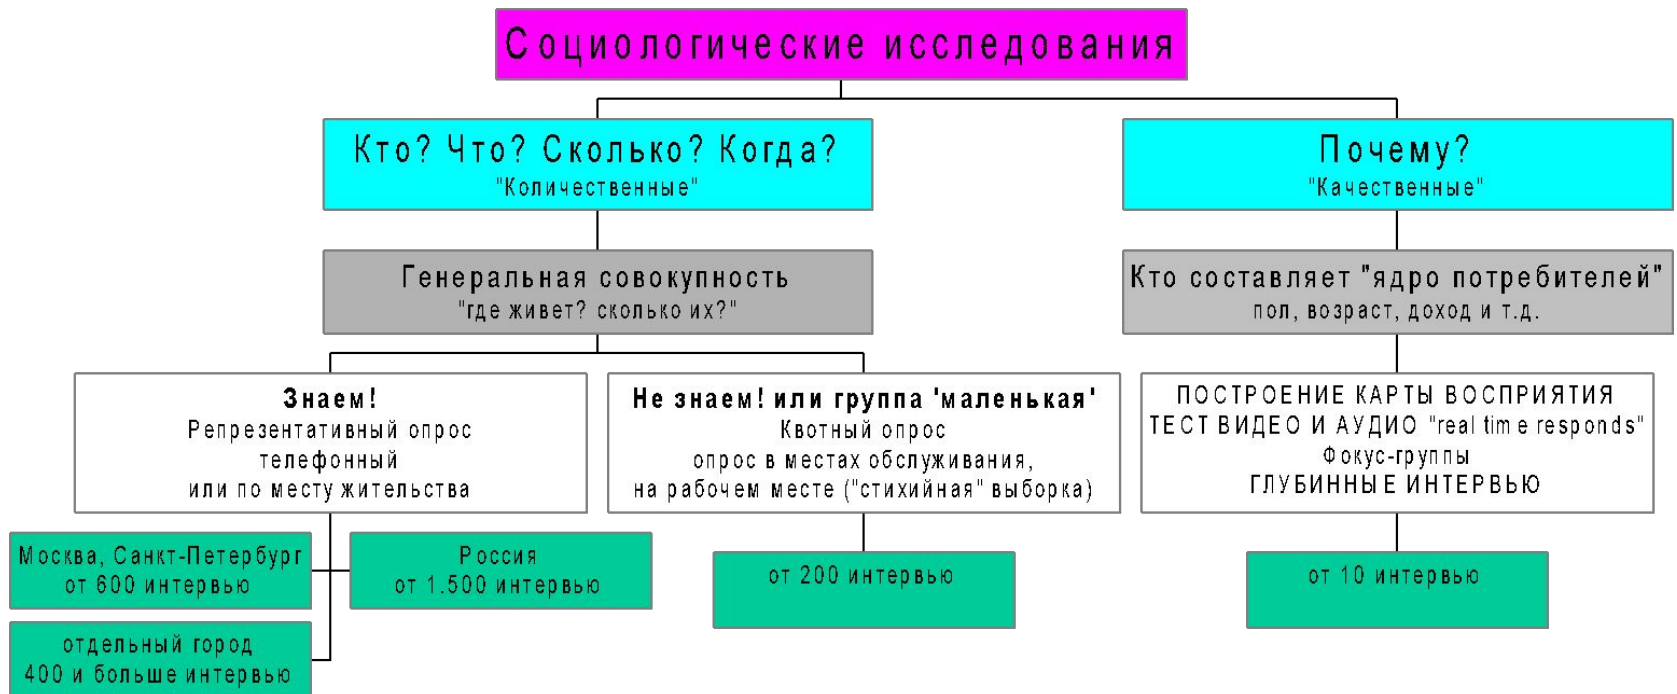 Социологические исследования
Кто? Что? Сколько? Когда?
"Количественные"
Почему?
"Качественные"
Генеральная совокупность
"где живет? сколько их?"
Кто составляет "ядро потребителей"
пол, возраст, доход и т.д.
Знаем!
Репрезентативный опрос
телефонный
или по месту жительства
Не знаем! или группа 'маленькая'
Квотный опрос
опрос в местах обслуживания,
на рабочем месте ("стихийная" выборка)
ПОСТРОЕНИЕ КАРТЫ ВОСПРИЯТИЯ
ТЕСТ ВИДЕО И АУДИО "real time responds"
Фокус-группы
ГЛУБИННЫЕ ИНТЕРВЬЮ
Москва, Санкт-Петербург
от 600 интервью
Россия
от 1.500 интервью
от 200 интервью
от 10 интервью
отдельный город
400 и больше интервью